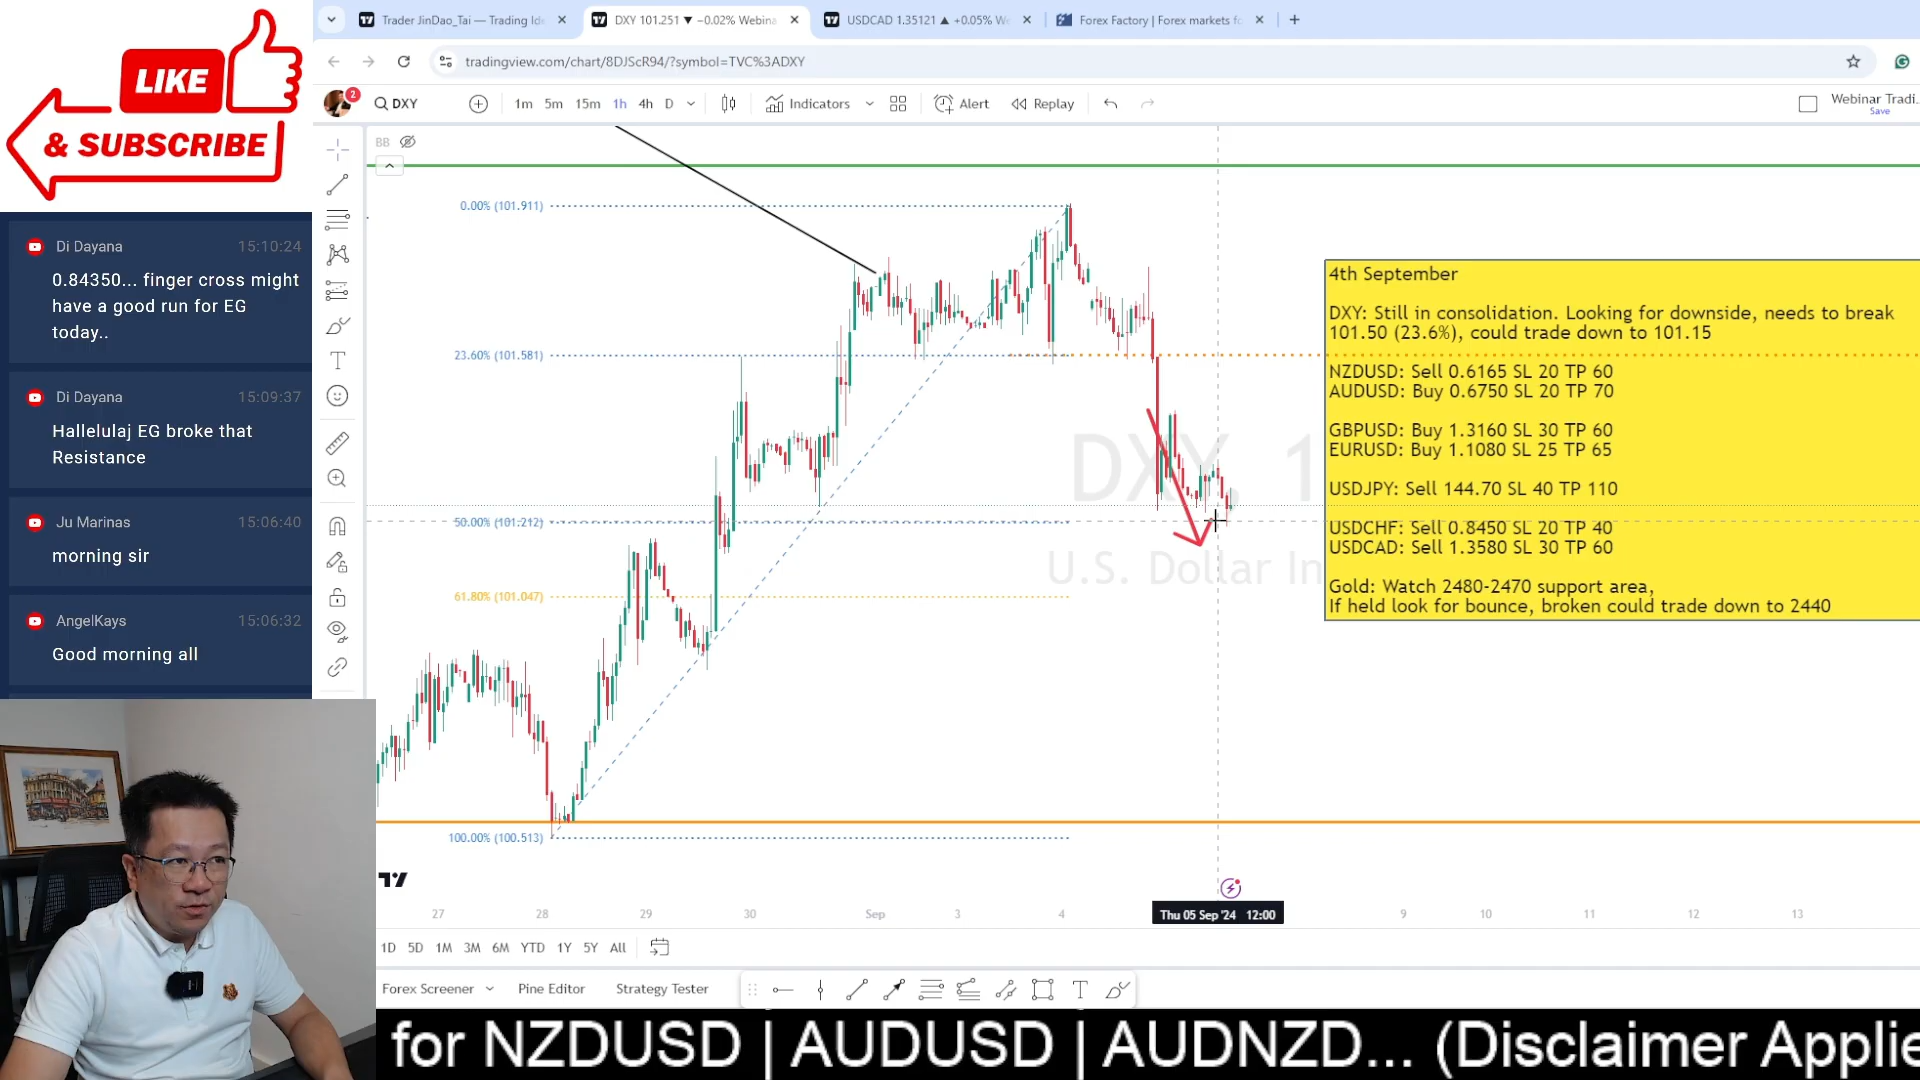 LIKE
& SUBSCRIBE
Di Dayana 15:10:24
0.84350... finger cross might
have a good run for EG
today..
Di Dayana 15:09:37
Hallelulaj EG broke that
Resistance
Ju Marinas 15:06:40
morning sir
AngelKays 15:06:32
Good morning all
Trader JinDao_Tai — Trading Id
DXY 101.251 ▼ −0.02% Webina
USDCAD 1.35121 ▲ +0.05% W
Forex Factory | Forex markets f
tradingview.com/chart/8DJScR94/?symbol=TVC%3ADXY
2
DXY
1m 5m 15m 1h 4h D
Indicators
Alert
Replay
Webinar Tradi...
Save
BB
0.00% (101.911)
23.60% (101.581)
50.00% (101.212)
61.80% (101.047)
100.00% (100.513)
DXY, 1
U.S. Dollar In
4th September
DXY: Still in consolidation. Looking for downside, needs to break
101.50 (23.6%), could trade down to 101.15
NZDUSD: Sell 0.6165 SL 20 TP 60
AUDUSD: Buy 0.6750 SL 20 TP 70
GBPUSD: Buy 1.3160 SL 30 TP 60
EURUSD: Buy 1.1080 SL 25 TP 65
USDJPY: Sell 144.70 SL 40 TP 110
USDCHF: Sell 0.8450 SL 20 TP 40
USDCAD: Sell 1.3580 SL 30 TP 60
Gold: Watch 2480-2470 support area,
If held look for bounce, broken could trade down to 2440
27 28 29 30 Sep 3 4 Thu 05 Sep '24 12:00 9 10 11 12 13
1D 5D 1M 3M 6M YTD 1Y 5Y All
Forex Screener Pine Editor Strategy Tester
for NZDUSD | AUDUSD | AUDNZD... (Disclaimer Applie